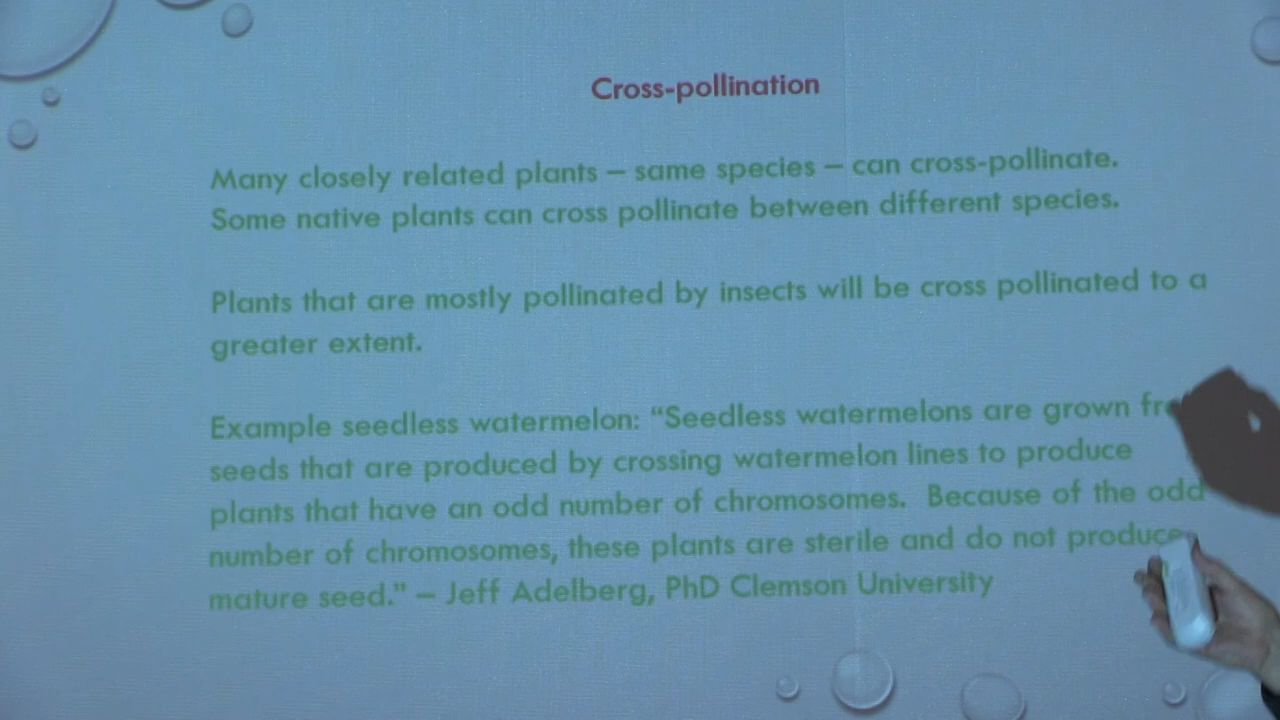 Cross-pollination
Many closely related plants – same species – can cross-pollinate.
Some native plants can cross pollinate between different species.
Plants that are mostly pollinated by insects will be cross pollinated to a
greater extent.
Example seedless watermelon: “Seedless watermelons are grown
seeds that are produced by crossing watermelon lines to produce
plants that have an odd number of chromosomes. Because of the odd
number of chromosomes, these plants are sterile and do not produce
mature seed.” – Jeff Adelberg, PhD Clemson University